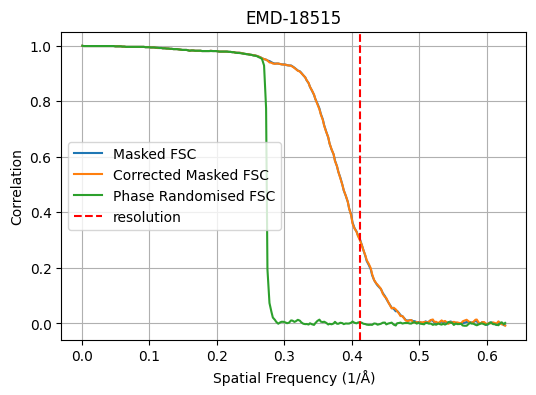 EMD-18515
1.0
0.8
0.6
0.4
0.2
0.0
Correlation
Masked FSC
Corrected Masked FSC
Phase Randomised FSC
resolution
0.0 0.1 0.2 0.3 0.4 0.5 0.6
Spatial Frequency (1/Å)